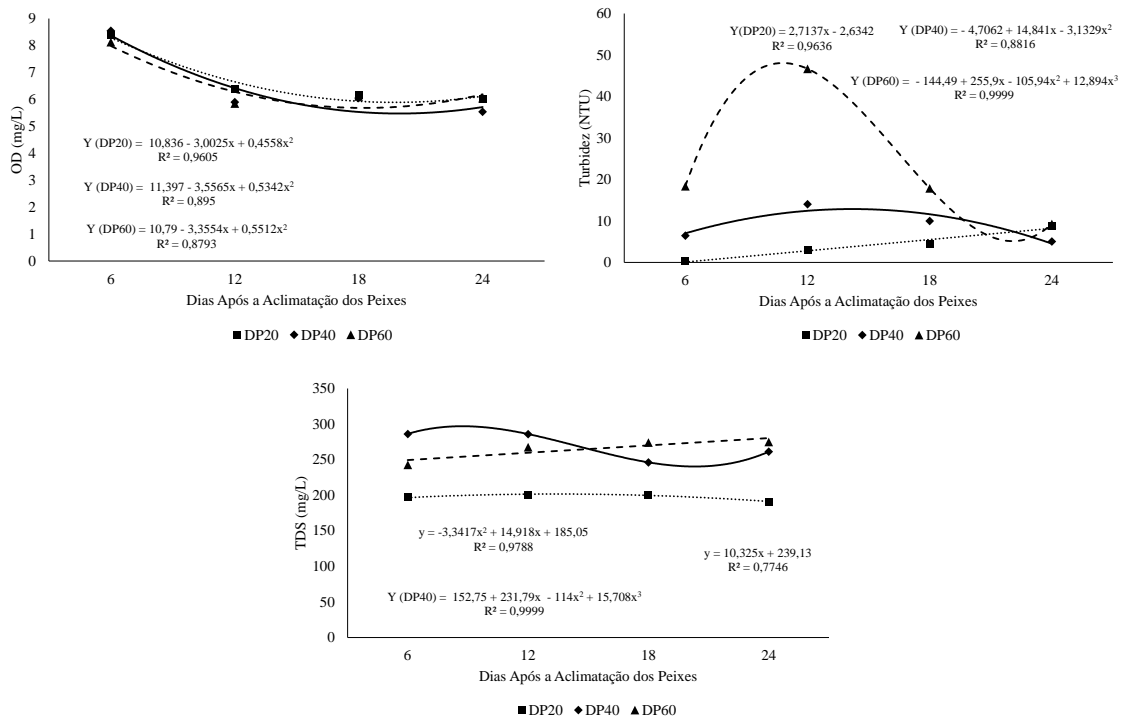 9
8
7
6
5
4
3
2
1
0
OD (mg/L)
Y (DP20) = 10,836 - 3,0025x + 0,4558x²
R² = 0,9605
Y (DP40) = 11,397 - 3,5565x + 0,5342x²
R² = 0,895
Y (DP60) = 10,79 - 3,3554x + 0,5512x²
R² = 0,8793
6 12 18 24
Dias Após a Aclimatação dos Peixes
DP20 DP40 DP60
60
50
40
30
20
10
0
Turbidez (NTU)
Y(DP20) = 2,7137x - 2,6342
R² = 0,9636
Y (DP40) = - 4,7062 + 14,841x - 3,1329x²
R² = 0,8816
Y (DP60) = - 144,49 + 255,9x - 105,94x² + 12,894x³
R² = 0,9999
6 12 18 24
Dias Após a Aclimatação dos Peixes
DP20 DP40 DP60
350
300
250
200
150
100
50
0
TDS (mg/L)
y = -3,3417x² + 14,918x + 185,05
R² = 0,9788
y = 10,325x + 239,13
R² = 0,7746
Y (DP40) = 152,75 + 231,79x - 114x² + 15,708x³
R² = 0,9999
6 12 18 24
Dias Após a Aclimatação dos Peixes
DP20 DP40 DP60